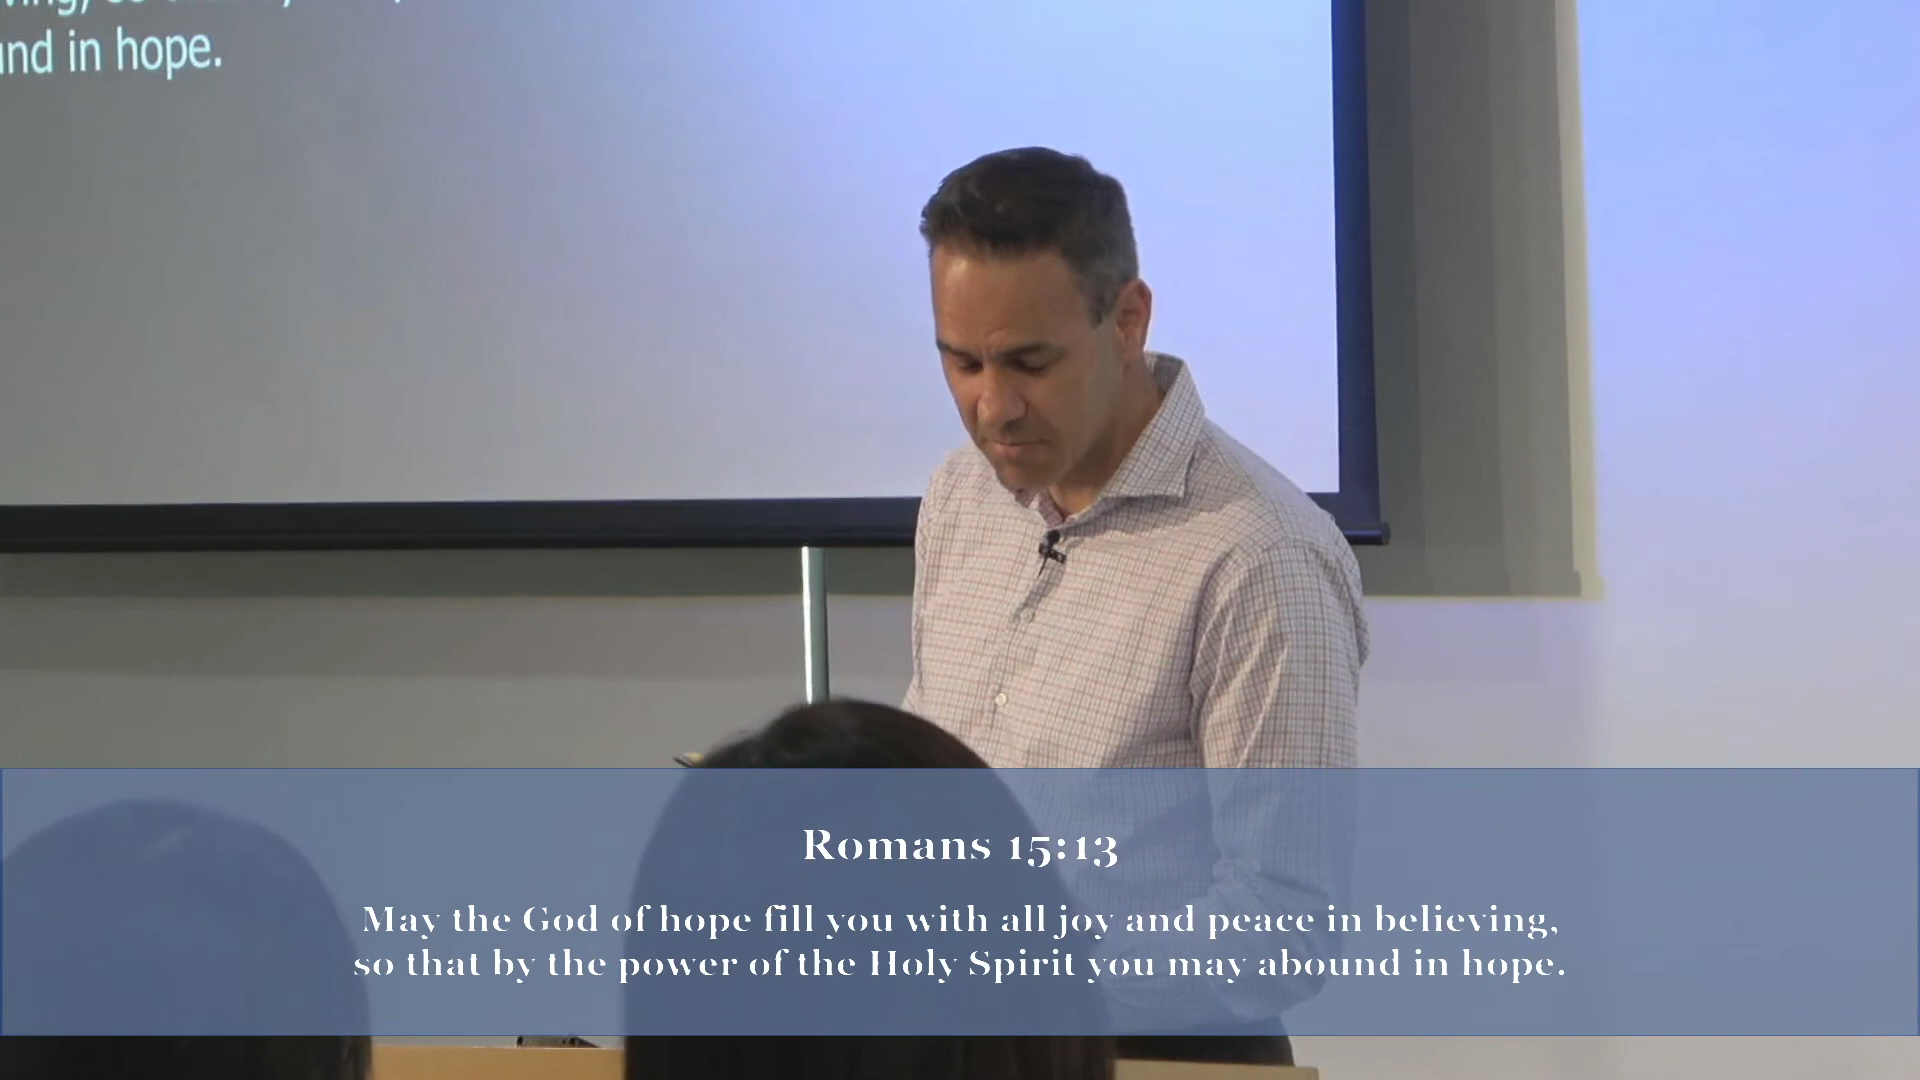 und in hope.
Romans 15:13
May the God of hope fill you with all joy and peace in believing,
so that by the power of the Holy Spirit you may abound in hope.